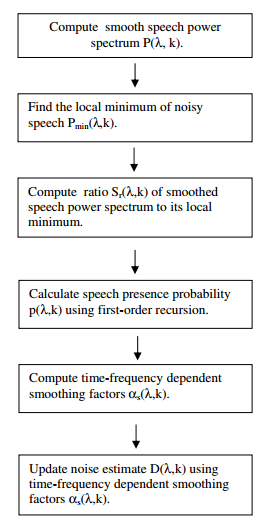 Compute smooth speech power
spectrum P(λ, k).
Find the local minimum of noisy
speech Pmin(λ,k).
Compute ratio Sr(λ,k) of smoothed
speech power spectrum to its local
minimum.
Calculate speech presence probability
p(λ,k) using first-order recursion.
Compute time-frequency dependent
smoothing factors αs(λ,k).
Update noise estimate D(λ,k) using
time-frequency dependent smoothing
factors αs(λ,k).